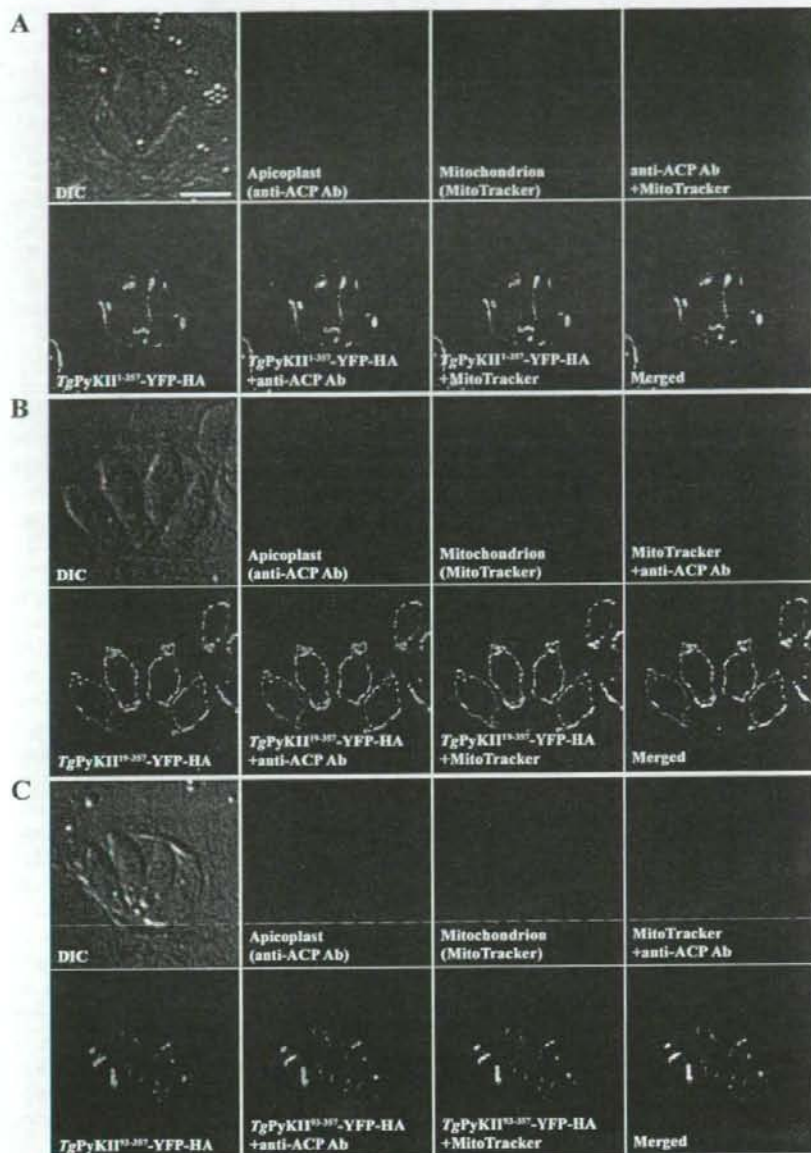 A
DIC
Apicoplast
(anti-ACP Ab)
Mitochondrion
(MitoTracker)
anti-ACP Ab
+MitoTracker
TgPyKII¹⁻³⁵⁷-YFP-HA
TgPyKII¹⁻³⁵⁷-YFP-HA
+anti-ACP Ab
TgPyKII¹⁻³⁵⁷-YFP-HA
+MitoTracker
Merged
B
DIC
Apicoplast
(anti-ACP Ab)
Mitochondrion
(MitoTracker)
MitoTracker
+anti-ACP Ab
TgPyKII¹⁹⁻³⁵⁷-YFP-HA
TgPyKII¹⁹⁻³⁵⁷-YFP-HA
+anti-ACP Ab
TgPyKII¹⁹⁻³⁵⁷-YFP-HA
+MitoTracker
Merged
C
DIC
Apicoplast
(anti-ACP Ab)
Mitochondrion
(MitoTracker)
MitoTracker
+anti-ACP Ab
TgPyKII⁹³⁻³⁵⁷-YFP-HA
TgPyKII⁹³⁻³⁵⁷-YFP-HA
+anti-ACP Ab
TgPyKII⁹³⁻³⁵⁷-YFP-HA
+MitoTracker
Merged